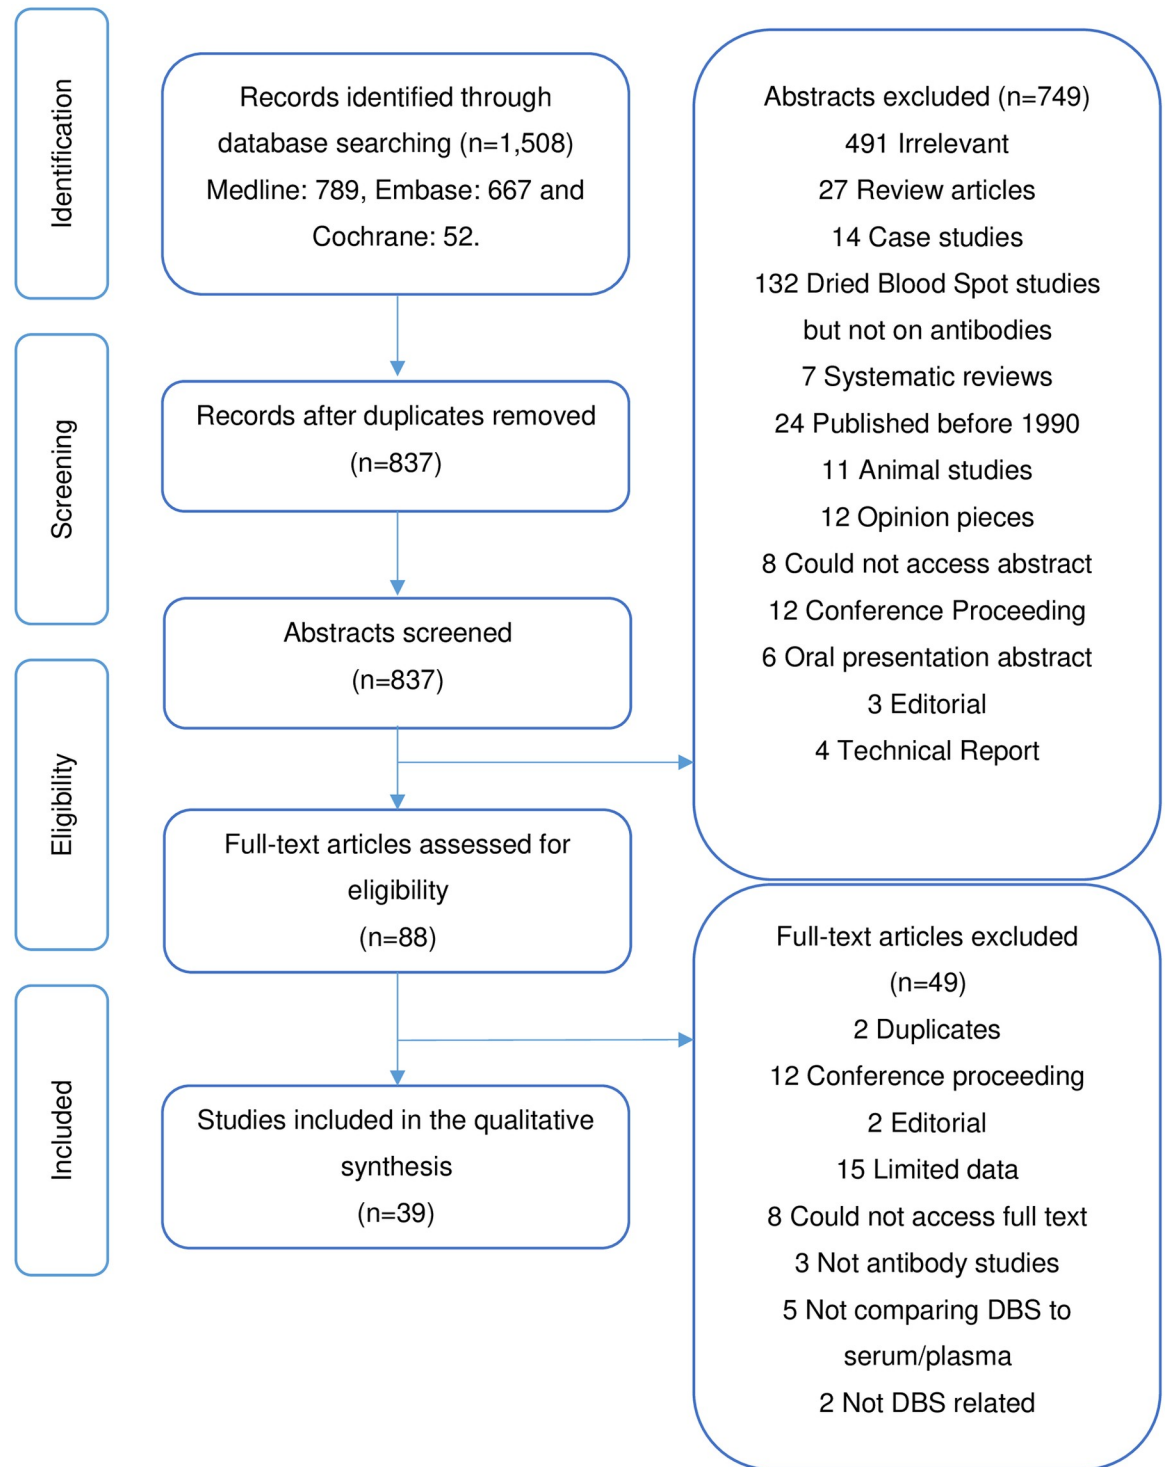 Identification
Records identified through
database searching (n=1,508)
Medline: 789, Embase: 667 and
Cochrane: 52.
Screening
Records after duplicates removed
(n=837)
Abstracts screened
(n=837)
Abstracts excluded (n=749)
491 Irrelevant
27 Review articles
14 Case studies
132 Dried Blood Spot studies
but not on antibodies
7 Systematic reviews
24 Published before 1990
11 Animal studies
12 Opinion pieces
8 Could not access abstract
12 Conference Proceeding
6 Oral presentation abstract
3 Editorial
4 Technical Report
Eligibility
Full-text articles assessed for
eligibility
(n=88)
Full-text articles excluded
(n=49)
2 Duplicates
12 Conference proceeding
2 Editorial
15 Limited data
8 Could not access full text
3 Not antibody studies
5 Not comparing DBS to
serum/plasma
2 Not DBS related
Included
Studies included in the qualitative
synthesis
(n=39)